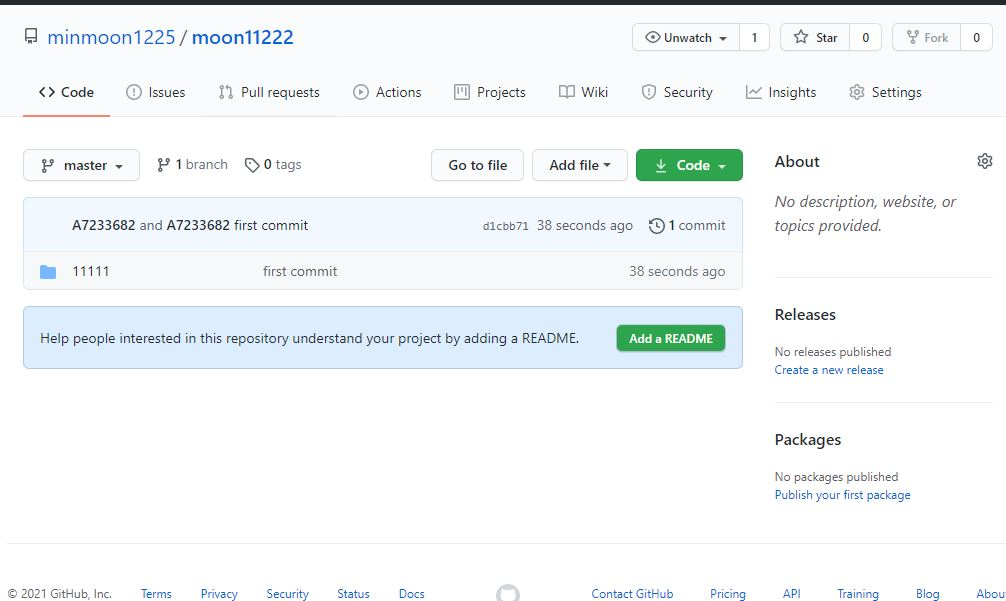 minmoon1225 / moon11222
Unwatch 1 Star 0 Fork 0
Code Issues Pull requests Actions Projects Wiki Security Insights Settings
master 1 branch 0 tags Go to file Add file Code
A7233682 and A7233682 first commit d1cbb71 38 seconds ago 1 commit
11111 first commit 38 seconds ago
Help people interested in this repository understand your project by adding a README. Add a README
About
No description, website, or
topics provided.
Releases
No releases published
Create a new release
Packages
No packages published
Publish your first package
© 2021 GitHub, Inc. Terms Privacy Security Status Docs Contact GitHub Pricing API Training Blog Abou